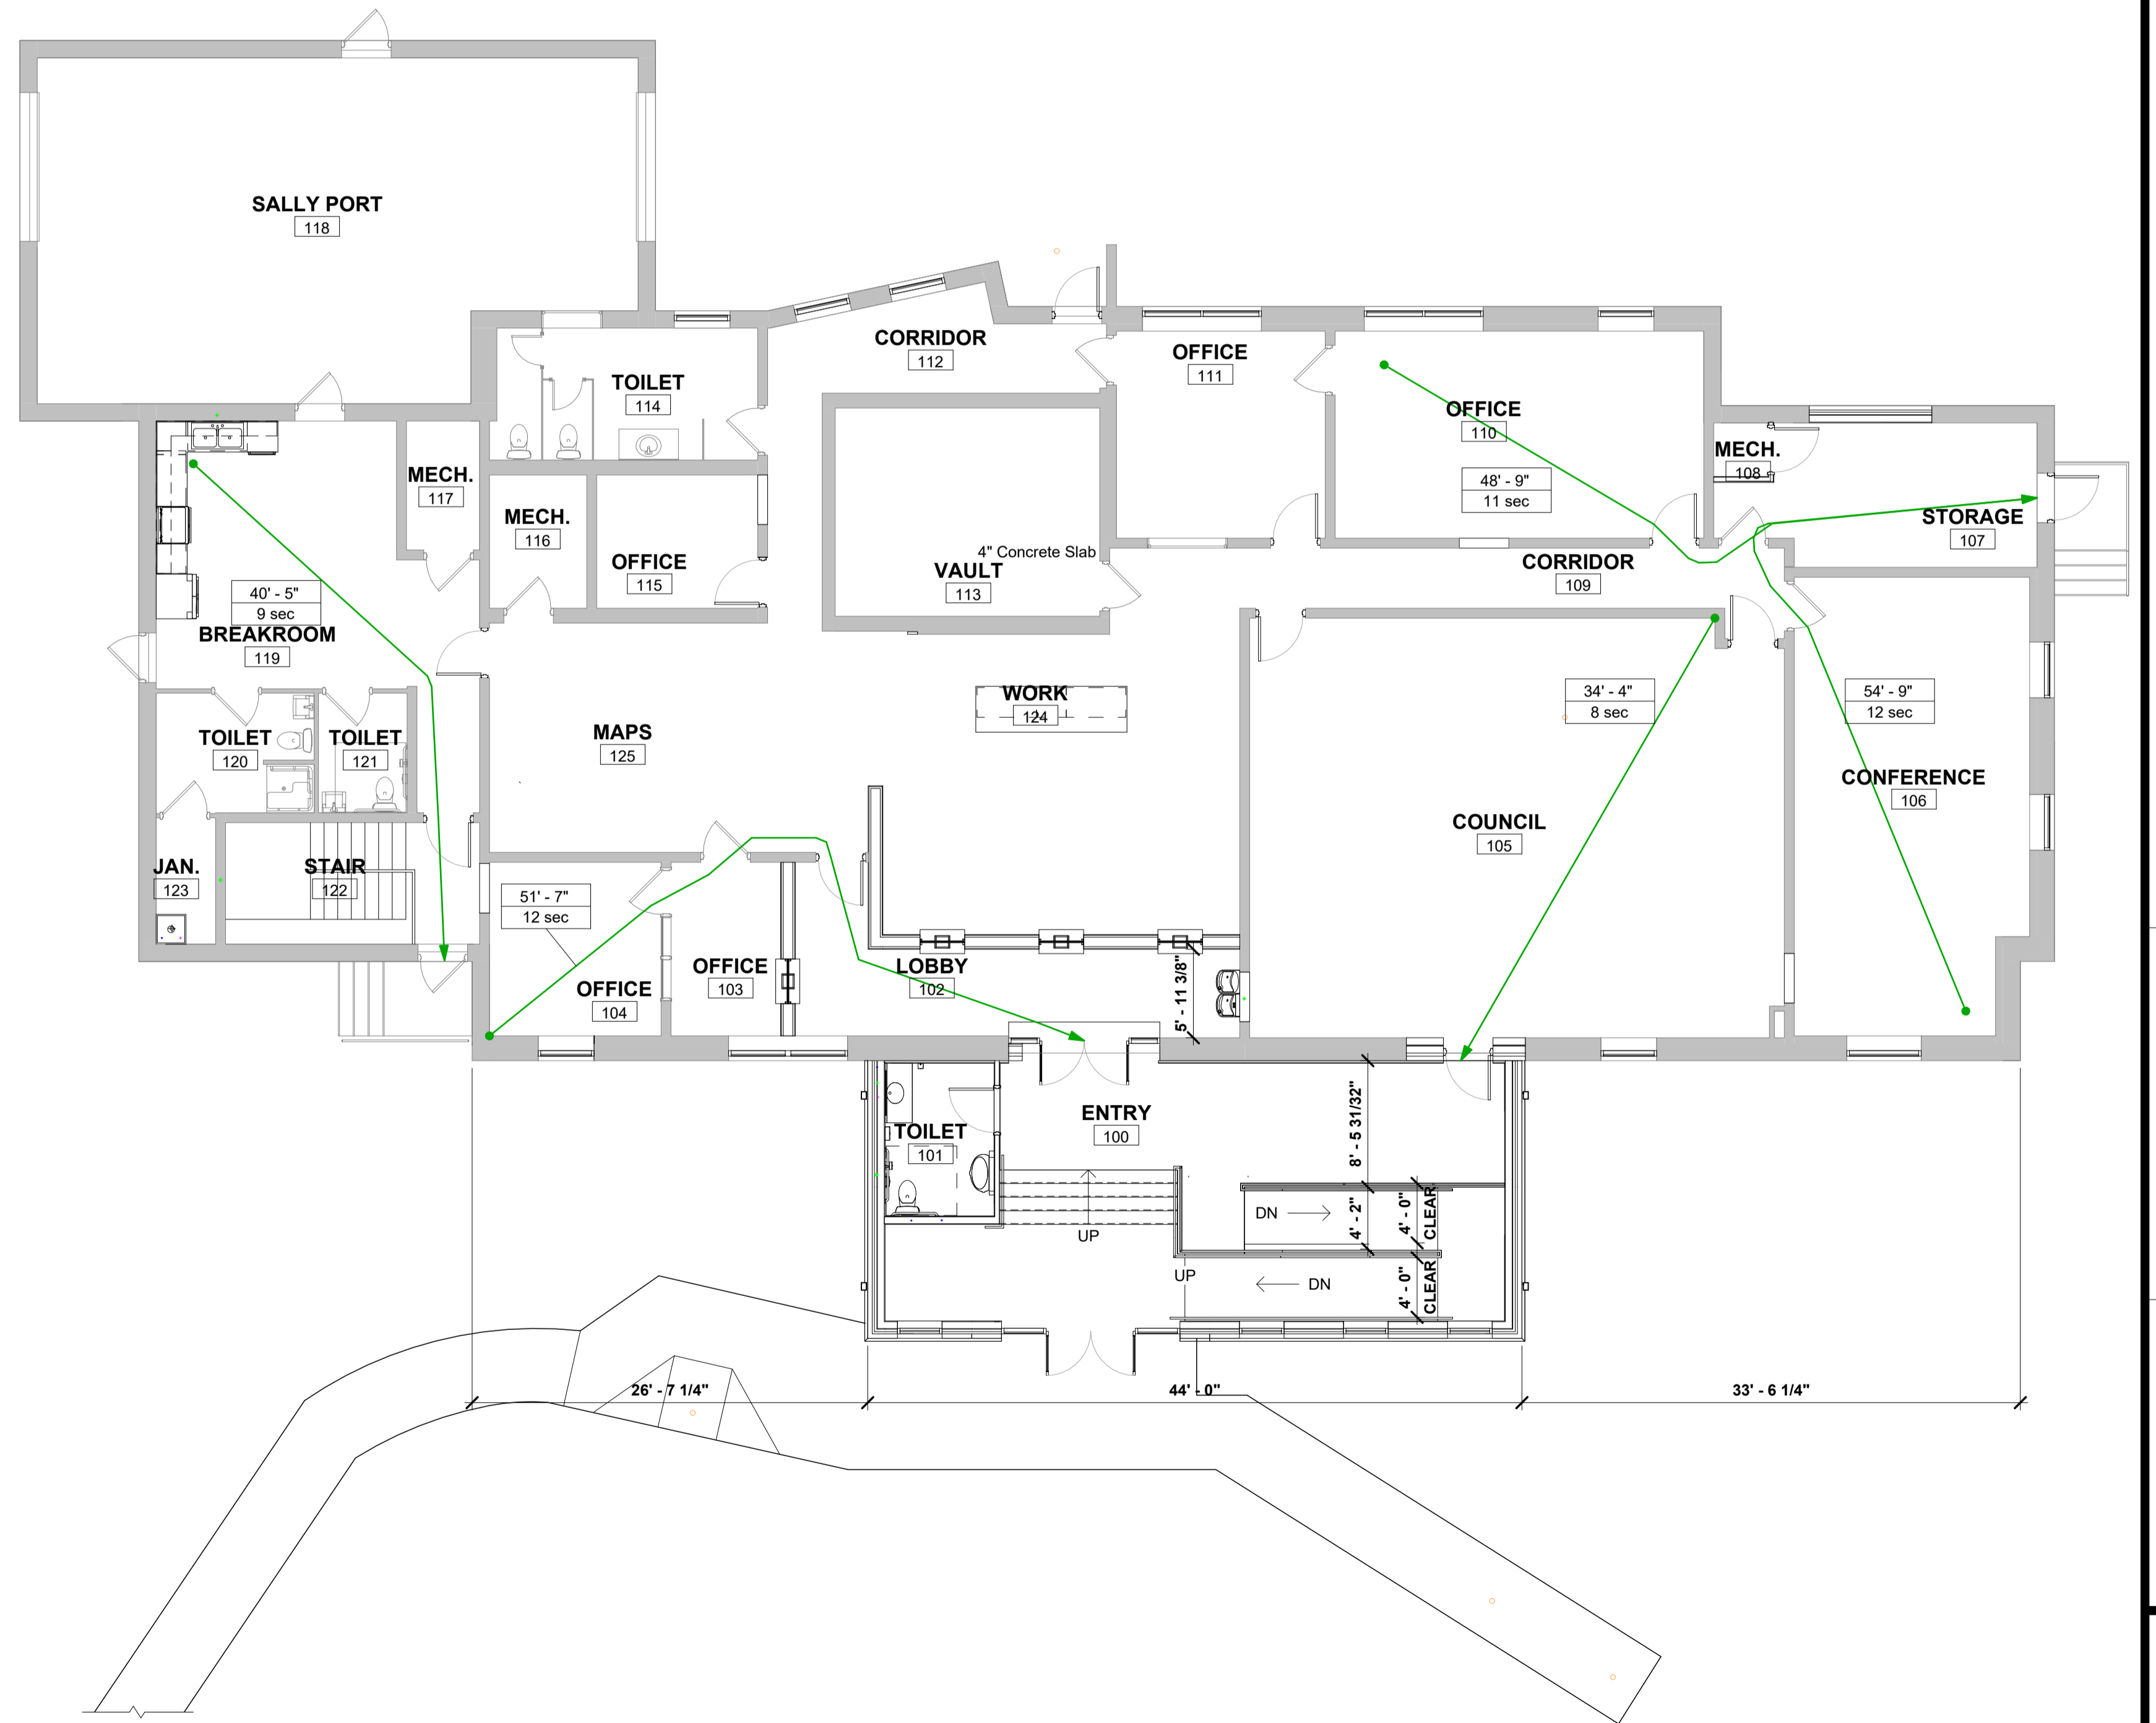 SALLY PORT
118
CORRIDOR
112
OFFICE
111
TOILET
114
OFFICE
110
MECH.
108
MECH.
117
48' - 9"
11 sec
MECH.
116
STORAGE
107
4" Concrete Slab
OFFICE
115
VAULT
113
CORRIDOR
109
40' - 5"
9 sec
BREAKROOM
119
WORK
124
34' - 4"
8 sec
54' - 9"
12 sec
TOILET
120
TOILET
121
MAPS
125
CONFERENCE
106
COUNCIL
105
JAN.
123
STAIR
122
51' - 7"
12 sec
OFFICE
104
OFFICE
103
LOBBY
102
5' - 11 3/8"
ENTRY
100
TOILET
101
8' - 5 31/32"
DN
4' - 2"
4' - 0"
CLEAR
UP
UP
DN
4' - 0"
CLEAR
26' - 7 1/4"
44' - 0"
33' - 6 1/4"